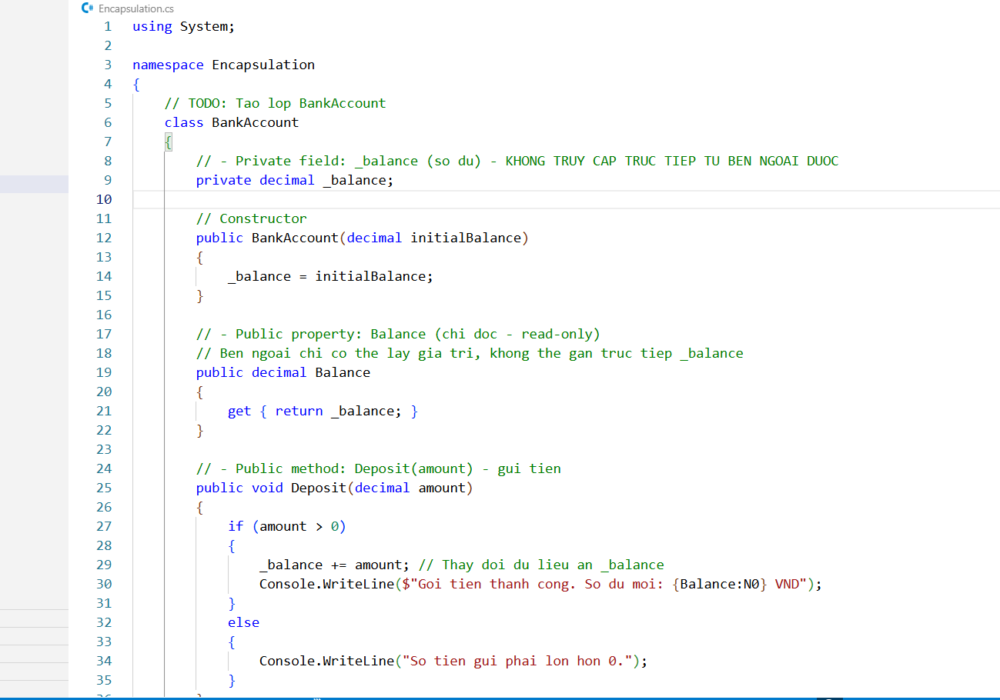 Encapsulation.cs
1 using System;
2
3 namespace Encapsulation
4 {
5 // TODO: Tao lop BankAccount
6 class BankAccount
7 {
8 // - Private field: _balance (so du) - KHONG TRUY CAP TRUC TIEP TU BEN NGOAI DUOC
9 private decimal _balance;
10
11 // Constructor
12 public BankAccount(decimal initialBalance)
13 {
14 _balance = initialBalance;
15 }
16
17 // - Public property: Balance (chi doc - read-only)
18 // Ben ngoai chi co the lay gia tri, khong the gan truc tiep _balance
19 public decimal Balance
20 {
21 get { return _balance; }
22 }
23
24 // - Public method: Deposit(amount) - gui tien
25 public void Deposit(decimal amount)
26 {
27 if (amount > 0)
28 {
29 _balance += amount; // Thay doi du lieu an _balance
30 Console.WriteLine($"Goi tien thanh cong. So du moi: {Balance:N0} VND");
31 }
32 else
33 {
34 Console.WriteLine("So tien gui phai lon hon 0.");
35 }